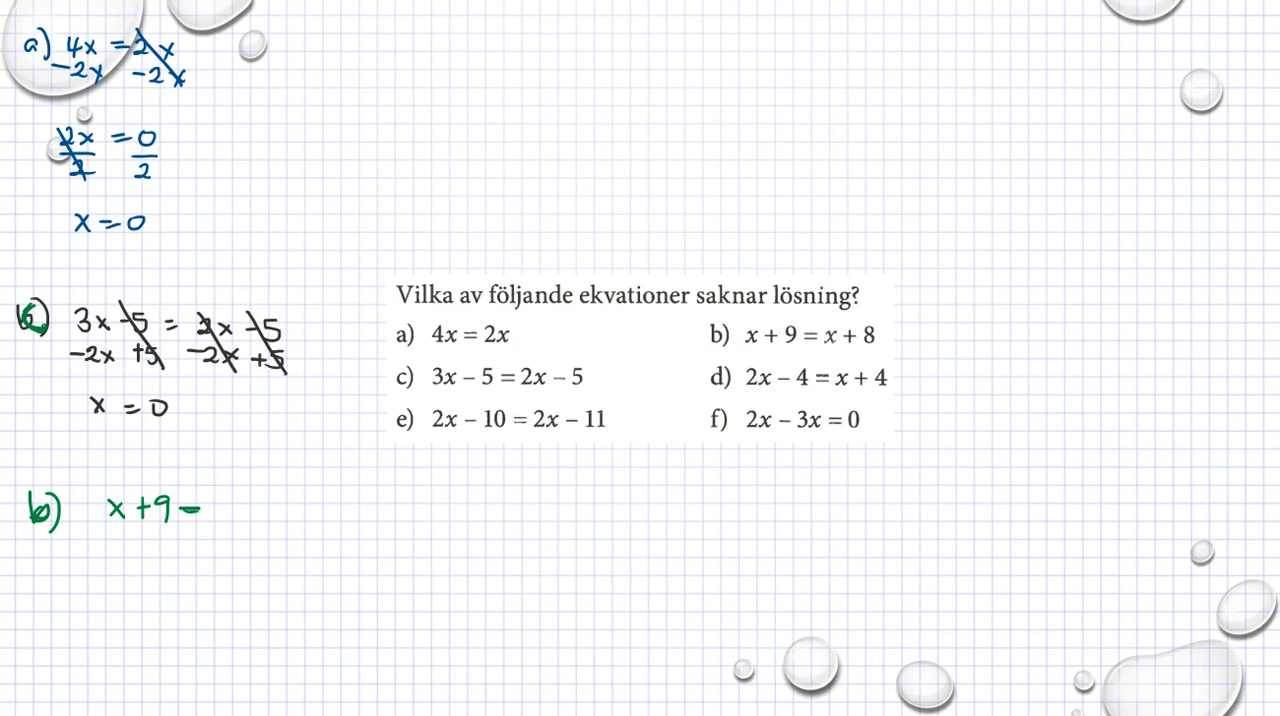 a) 4x = 2x
-2x -2x
2x = 0
2 2
x = 0
c) 3x -5 = 2x -5
-2x +5 -2x +5
x = 0
b) x +9 -
Vilka av följande ekvationer saknar lösning?
a) 4x = 2x b) x + 9 = x + 8
c) 3x – 5 = 2x – 5 d) 2x – 4 = x + 4
e) 2x – 10 = 2x – 11 f) 2x – 3x = 0